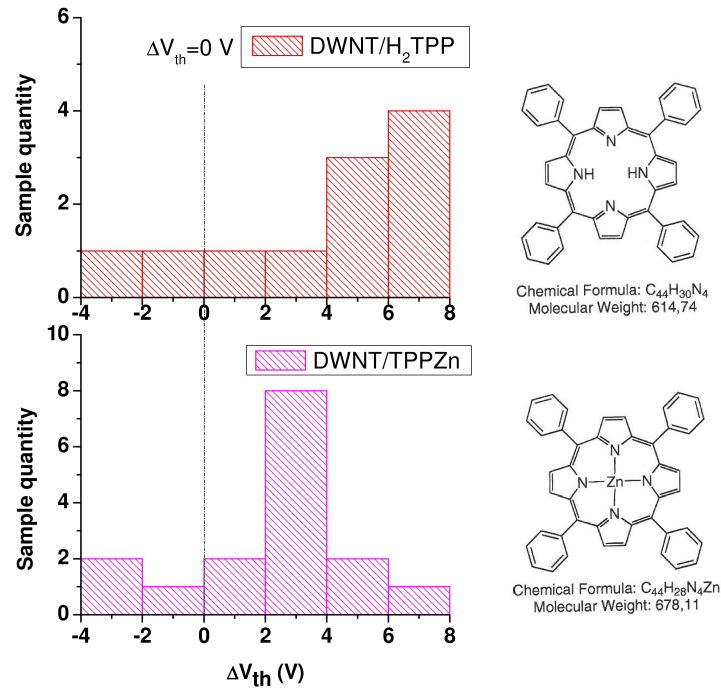 6
4
2
0
Sample quantity
ΔVth=0 V
DWNT/H2TPP
-4 -2 0 2 4 6 8
N
NH HN
N
Chemical Formula: C44H30N4
Molecular Weight: 614,74
10
8
6
4
2
0
Sample quantity
DWNT/TPPZn
-4 -2 0 2 4 6 8
ΔVth (V)
N
N Zn N
N
Chemical Formula: C44H28N4Zn
Molecular Weight: 678,11